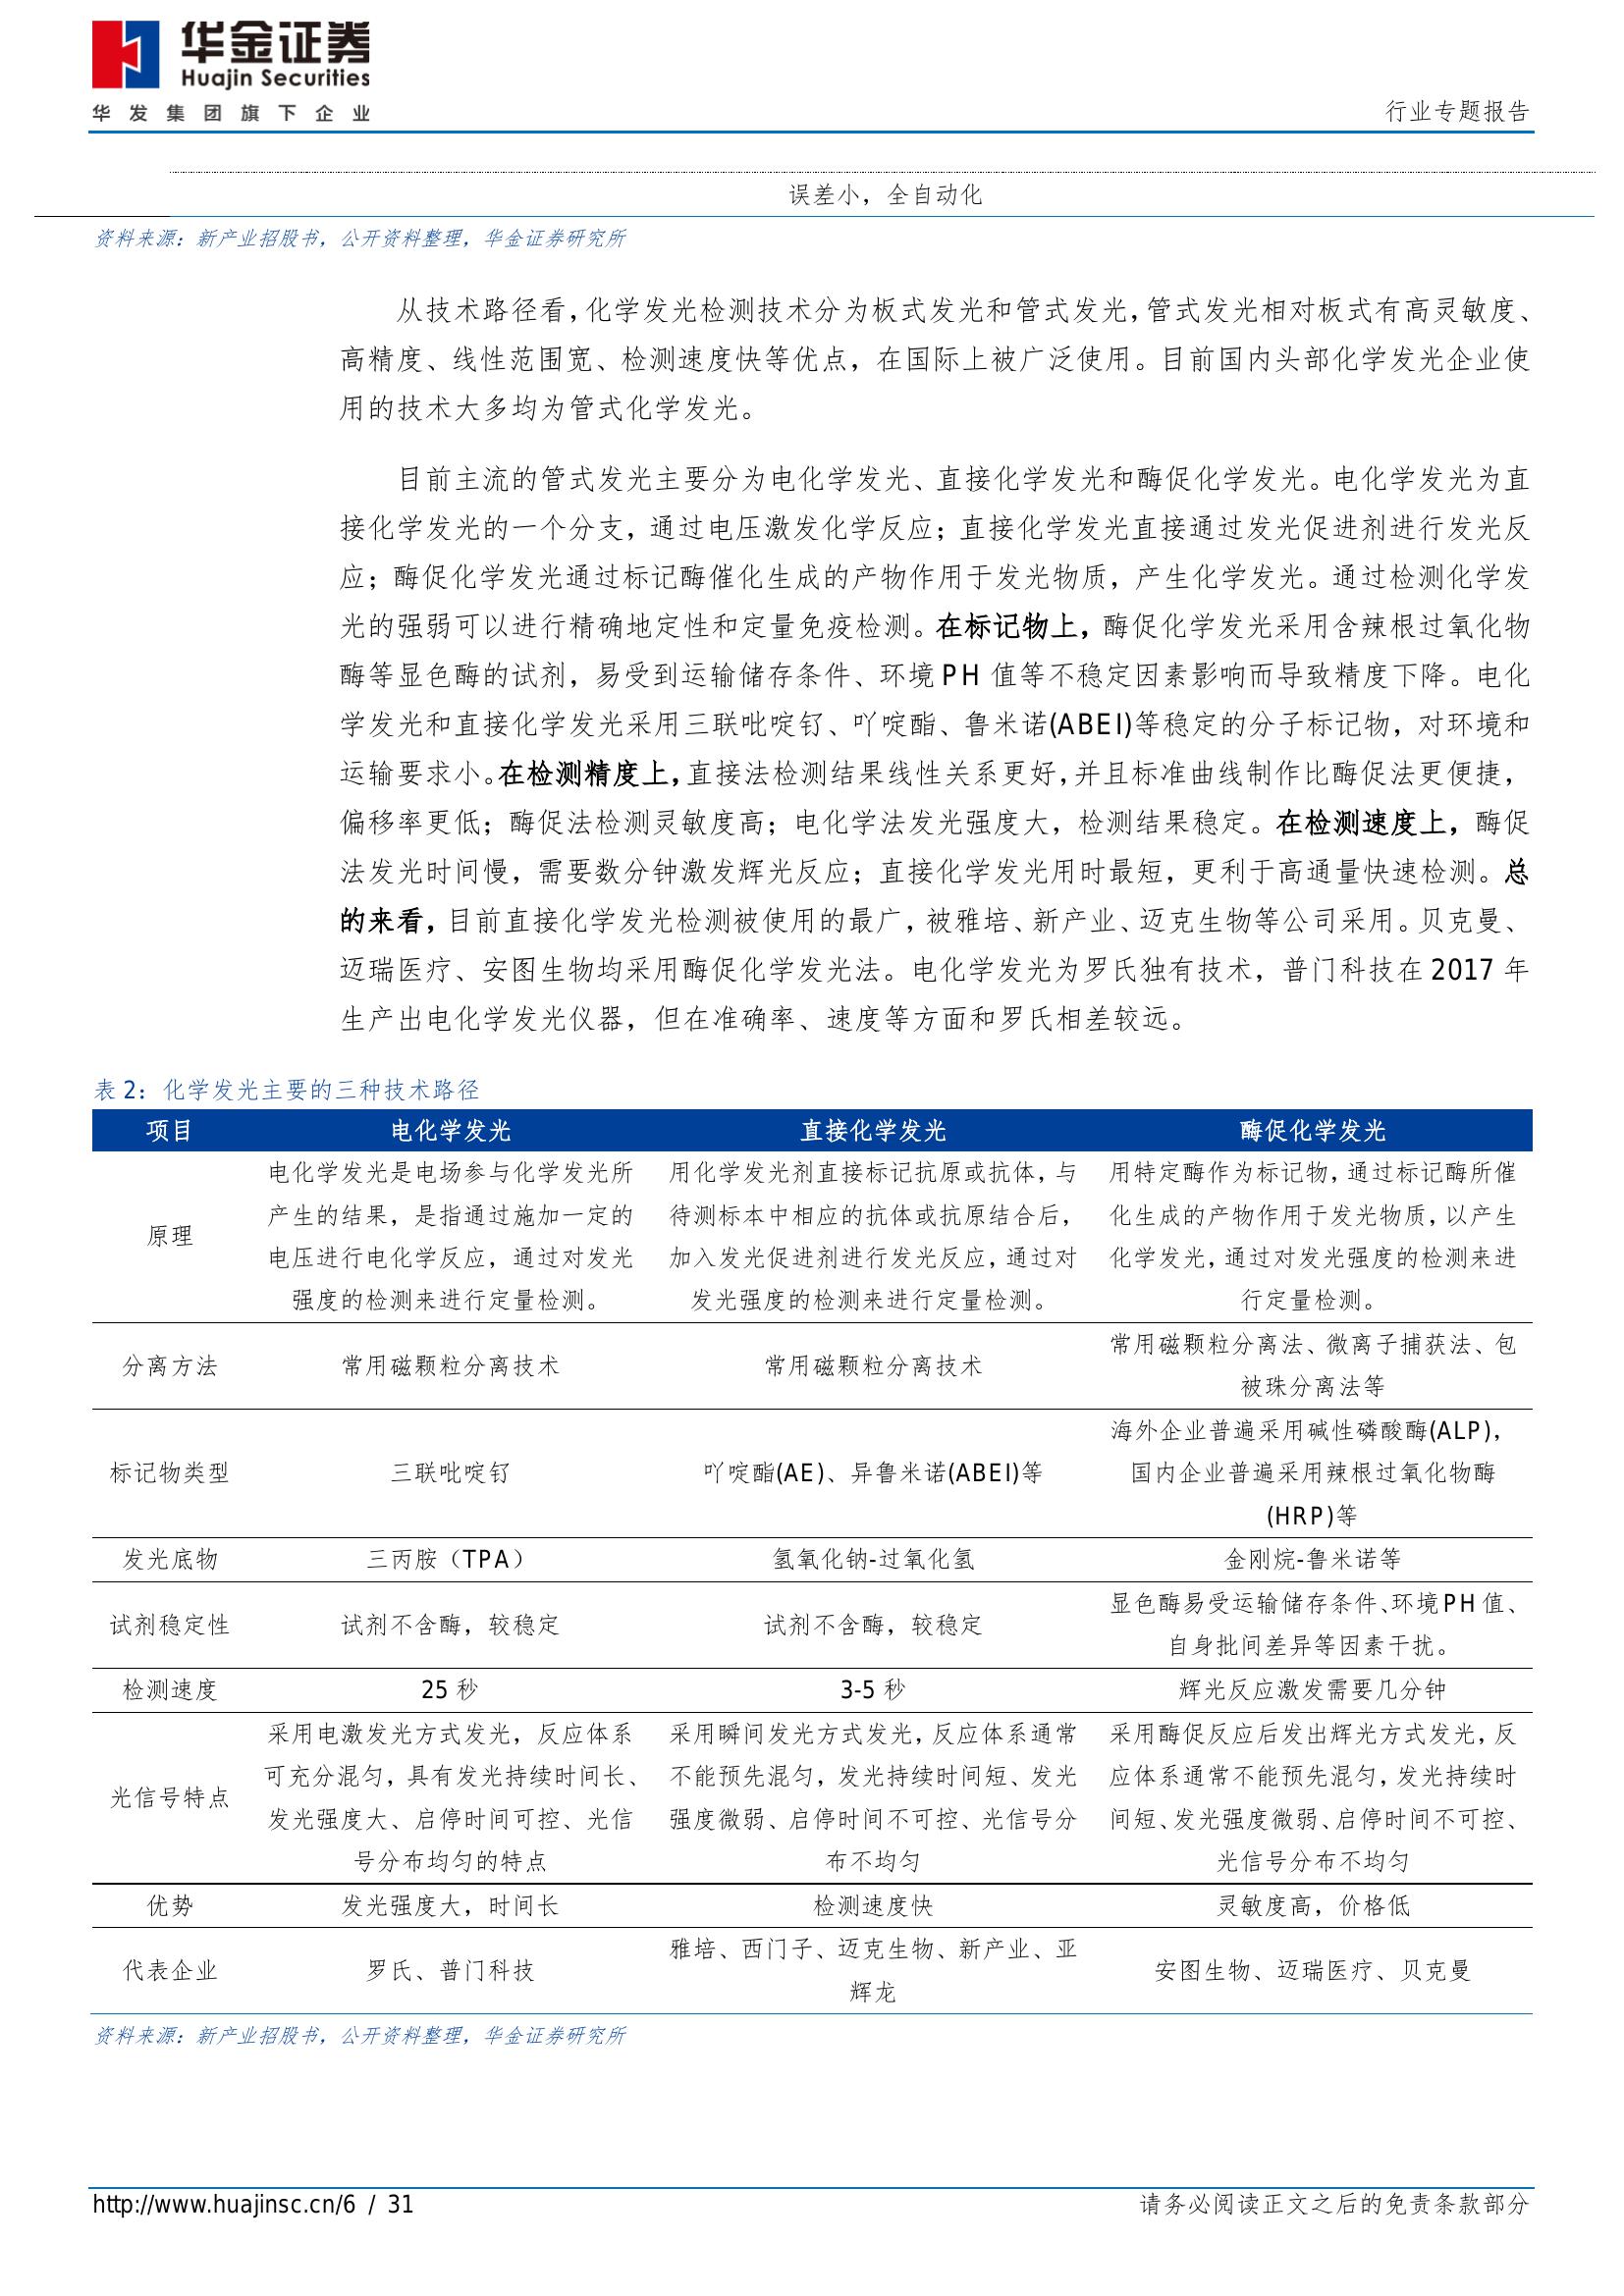 华金证券
Huajin Securities
华发集团旗下企业
行业专题报告
误差小，全自动化
资料来源：新产业招股书，公开资料整理，华金证券研究所
从技术路径看，化学发光检测技术分为板式发光和管式发光，管式发光相对板式有高灵敏度、
高精度、线性范围宽、检测速度快等优点，在国际上被广泛使用。目前国内头部化学发光企业使
用的技术大多均为管式化学发光。
目前主流的管式发光主要分为电化学发光、直接化学发光和酶促化学发光。电化学发光为直
接化学发光的一个分支，通过电压激发化学反应；直接化学发光直接通过发光促进剂进行发光反
应；酶促化学发光通过标记酶催化生成的产物作用于发光物质，产生化学发光。通过检测化学发
光的强弱可以进行精确地定性和定量免疫检测。在标记物上，酶促化学发光采用含辣根过氧化物
酶等显色酶的试剂，易受到运输储存条件、环境 PH 值等不稳定因素影响而导致精度下降。电化
学发光和直接化学发光采用三联吡啶钌、吖啶酯、鲁米诺(ABEI)等稳定的分子标记物，对环境和
运输要求小。在检测精度上，直接法检测结果线性关系更好，并且标准曲线制作比酶促法更便捷，
偏移率更低；酶促法检测灵敏度高；电化学法发光强度大，检测结果稳定。在检测速度上，酶促
法发光时间慢，需要数分钟激发辉光反应；直接化学发光用时最短，更利于高通量快速检测。总
的来看，目前直接化学发光检测被使用的最广，被雅培、新产业、迈克生物等公司采用。贝克曼、
迈瑞医疗、安图生物均采用酶促化学发光法。电化学发光为罗氏独有技术，普门科技在 2017 年
生产出电化学发光仪器，但在准确率、速度等方面和罗氏相差较远。
表 2：化学发光主要的三种技术路径
项目 电化学发光 直接化学发光 酶促化学发光
原理
电化学发光是电场参与化学发光所
产生的结果，是指通过施加一定的
电压进行电化学反应，通过对发光
强度的检测来进行定量检测。
用化学发光剂直接标记抗原或抗体，与
待测标本中相应的抗体或抗原结合后，
加入发光促进剂进行发光反应，通过对
发光强度的检测来进行定量检测。
用特定酶作为标记物，通过标记酶所催
化生成的产物作用于发光物质，以产生
化学发光，通过对发光强度的检测来进
行定量检测。
分离方法
常用磁颗粒分离技术
常用磁颗粒分离技术
常用磁颗粒分离法、微离子捕获法、包
被珠分离法等
标记物类型
三联吡啶钌
吖啶酯(AE)、异鲁米诺(ABEI)等
海外企业普遍采用碱性磷酸酶(ALP)，
国内企业普遍采用辣根过氧化物酶
(HRP)等
发光底物 三丙胺（TPA） 氢氧化钠-过氧化氢 金刚烷-鲁米诺等
试剂稳定性
试剂不含酶，较稳定
试剂不含酶，较稳定
显色酶易受运输储存条件、环境 PH 值、
自身批间差异等因素干扰。
检测速度 25 秒 3-5 秒 辉光反应激发需要几分钟
光信号特点
采用电激发光方式发光，反应体系
可充分混匀，具有发光持续时间长、
发光强度大、启停时间可控、光信
号分布均匀的特点
采用瞬间发光方式发光，反应体系通常
不能预先混匀，发光持续时间短、发光
强度微弱、启停时间不可控、光信号分
布不均匀
采用酶促反应后发出辉光方式发光，反
应体系通常不能预先混匀，发光持续时
间短、发光强度微弱、启停时间不可控、
光信号分布不均匀
优势 发光强度大，时间长 检测速度快 灵敏度高，价格低
代表企业
罗氏、普门科技
雅培、西门子、迈克生物、新产业、亚
辉龙
安图生物、迈瑞医疗、贝克曼
资料来源：新产业招股书，公开资料整理，华金证券研究所
http://www.huajinsc.cn/6 / 31
请务必阅读正文之后的免责条款部分